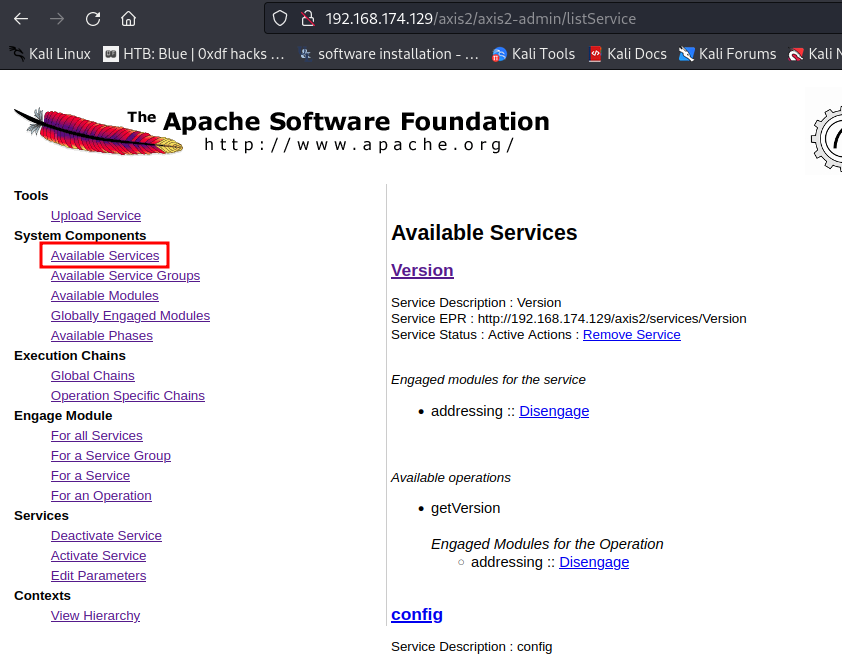 192.168.174.129/axis2/axis2-admin/listService
Kali Linux HTB: Blue | 0xdf hacks ... software installation - ... Kali Tools Kali Docs Kali Forums Kali N
The Apache Software Foundation
http://www.apache.org/
Tools
Upload Service
System Components
Available Services
Available Service Groups
Available Modules
Globally Engaged Modules
Available Phases
Execution Chains
Global Chains
Operation Specific Chains
Engage Module
For all Services
For a Service Group
For a Service
For an Operation
Services
Deactivate Service
Activate Service
Edit Parameters
Contexts
View Hierarchy
Available Services
Version
Service Description : Version
Service EPR : http://192.168.174.129/axis2/services/Version
Service Status : Active Actions : Remove Service
Engaged modules for the service
• addressing :: Disengage
Available operations
• getVersion
Engaged Modules for the Operation
○ addressing :: Disengage
config
Service Description : config